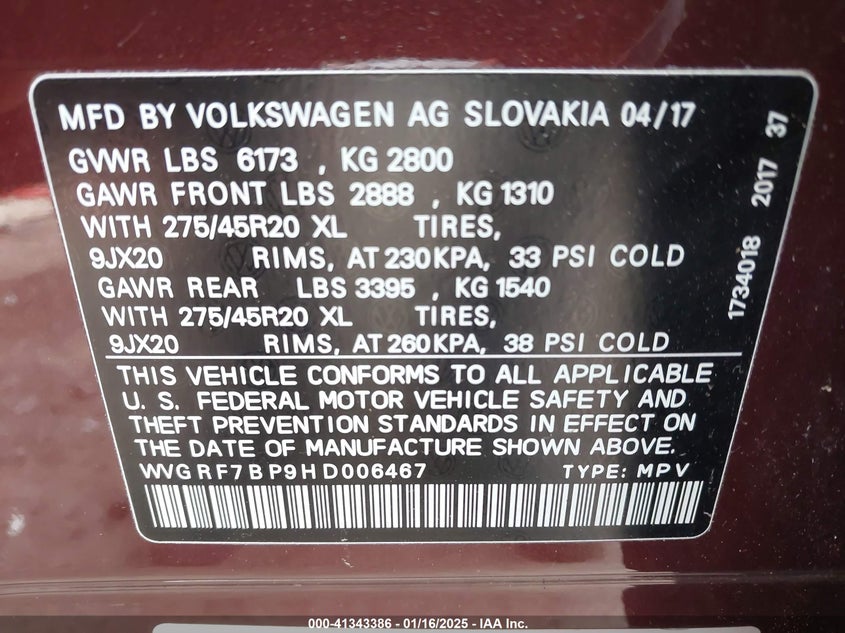 MFD BY VOLKSWAGEN AG SLOVAKIA 04/17
GVWR LBS 6173 , KG 2800
GAWR FRONT LBS 2888 , KG 1310
WITH 275/45R20 XL TIRES,
9JX20 RIMS, AT 230 KPA, 33 PSI COLD
GAWR REAR LBS 3395 , KG 1540
WITH 275/45R20 XL TIRES,
9JX20 RIMS, AT 260 KPA, 38 PSI COLD
THIS VEHICLE CONFORMS TO ALL APPLICABLE
U. S. FEDERAL MOTOR VEHICLE SAFETY AND
THEFT PREVENTION STANDARDS IN EFFECT ON
THE DATE OF MANUFACTURE SHOWN ABOVE.
WVGRF7BP9HD006467 TYPE: MPV
1734018 2017 37
000-41343386 - 01/16/2025 - IAA Inc.